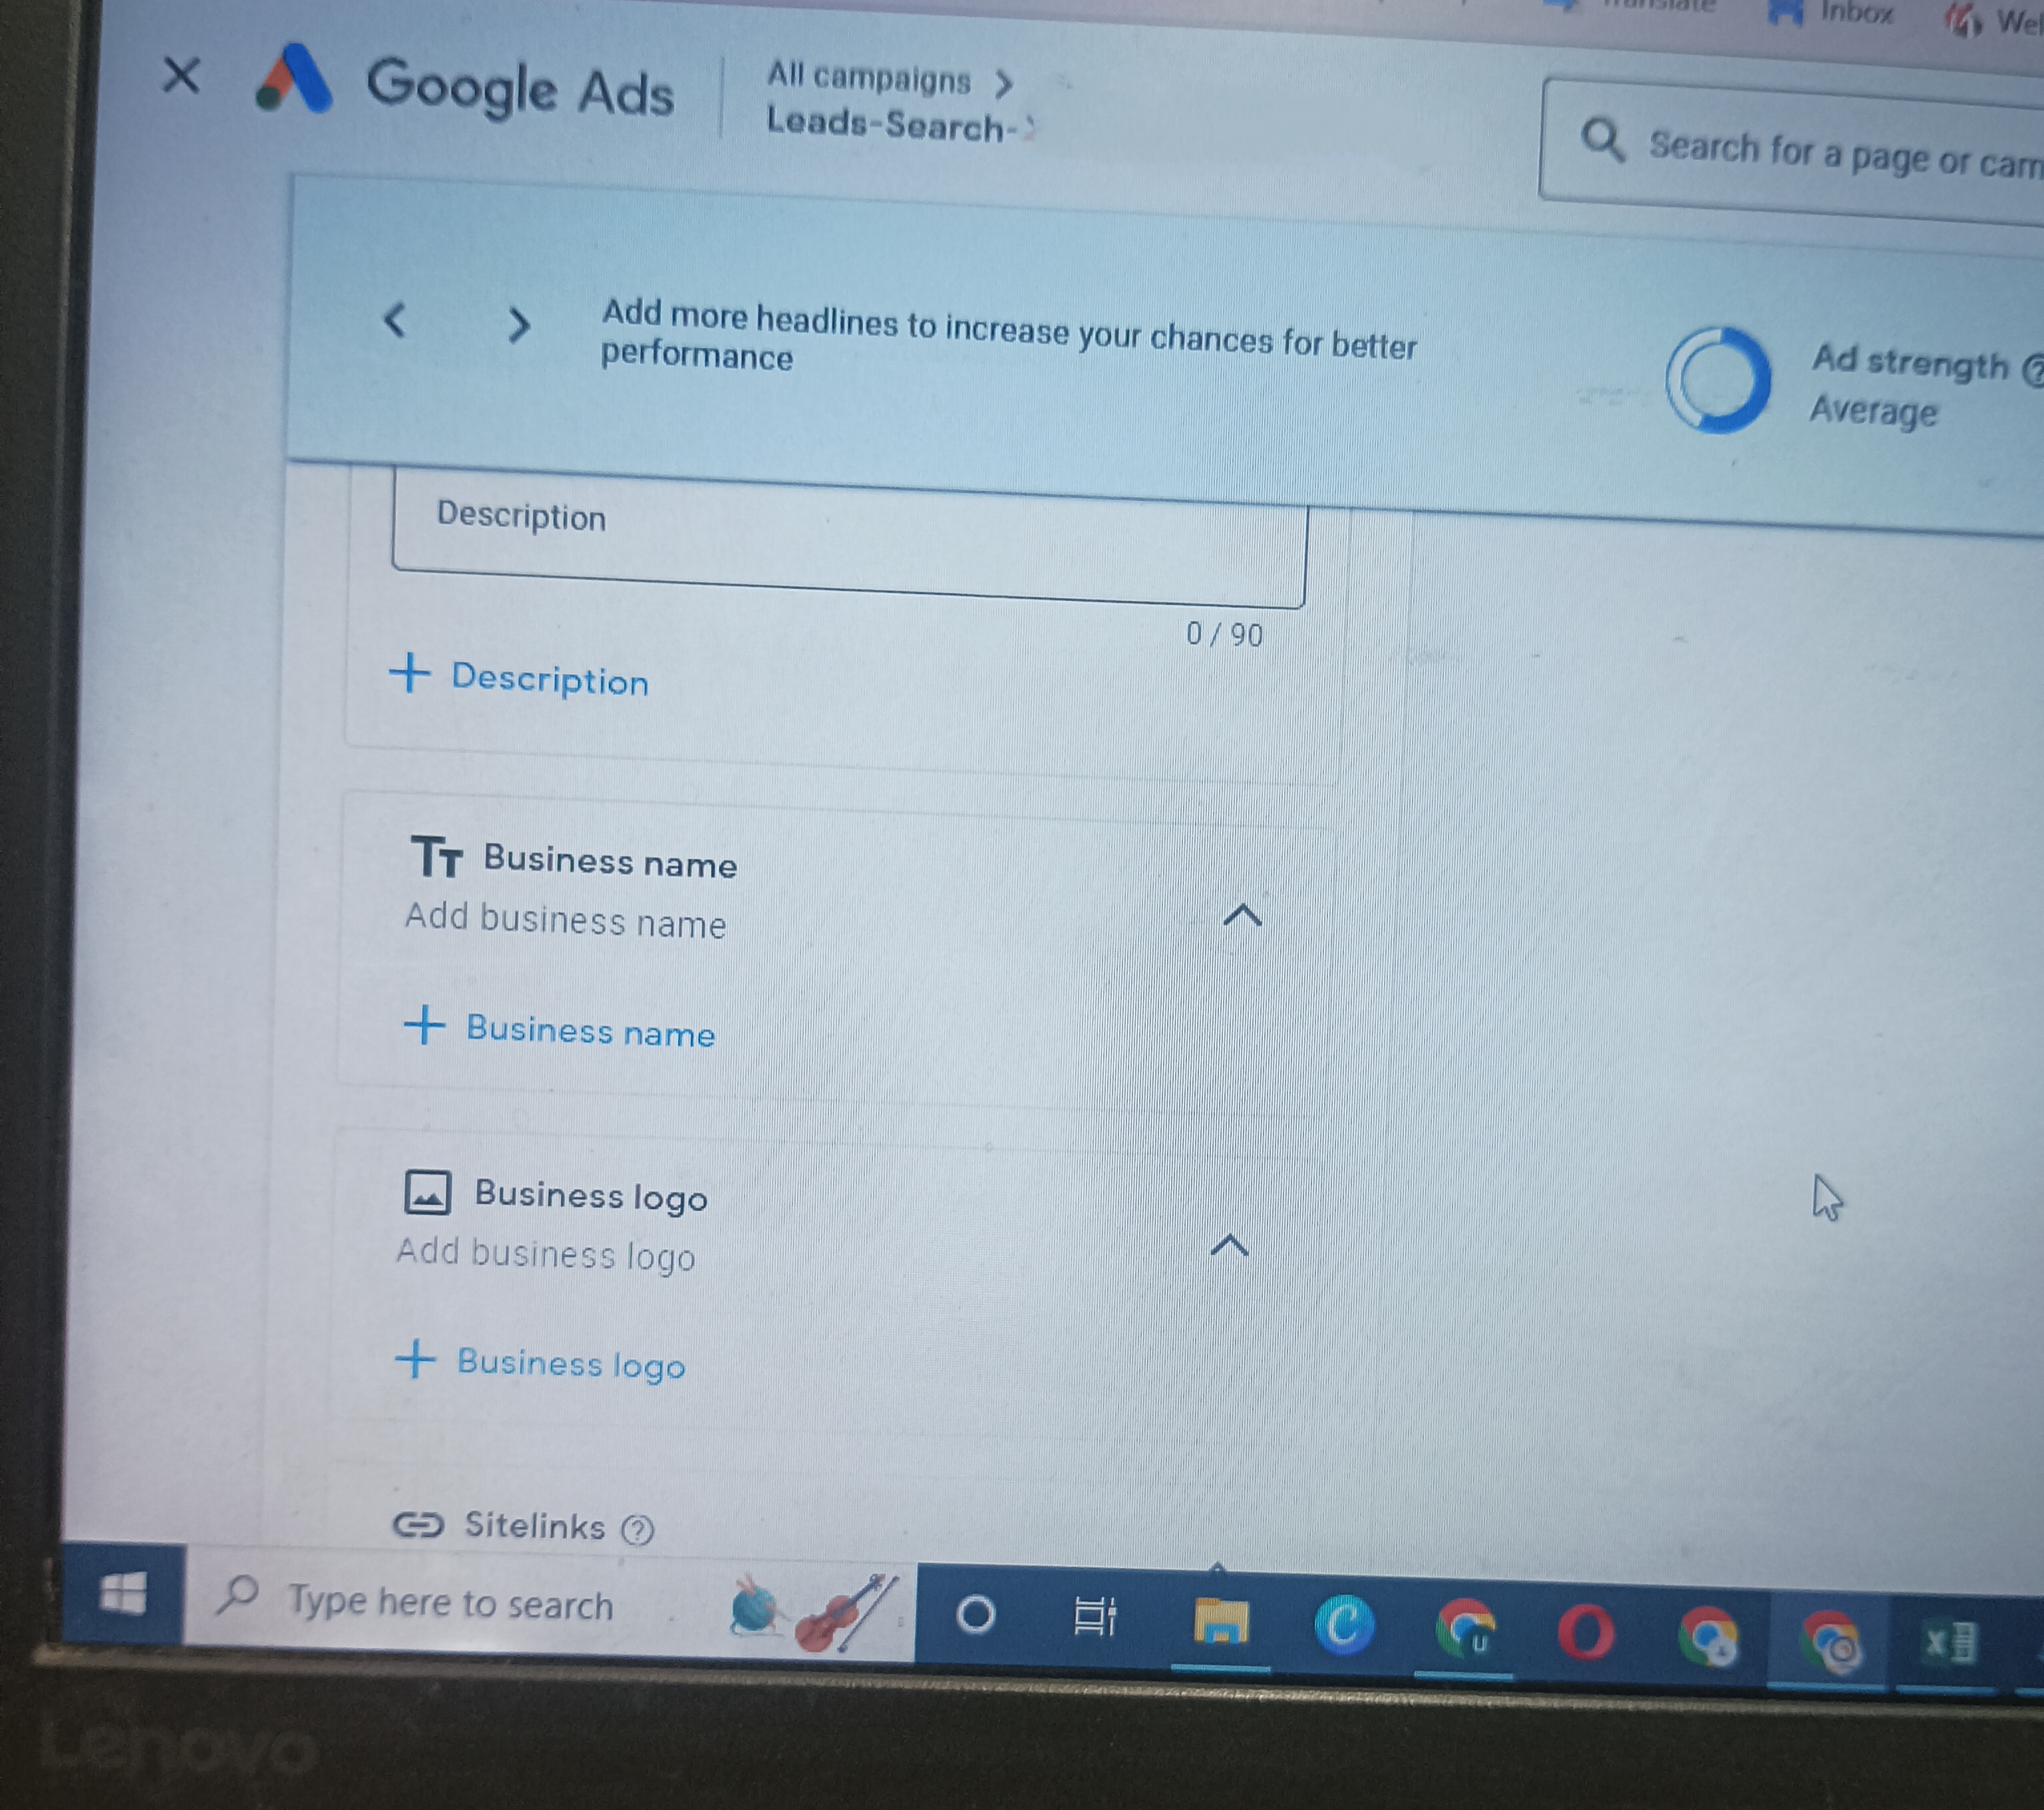 Inbox
Google Ads
All campaigns
Leads-Search-
Search for a page or cam
Add more headlines to increase your chances for better
performance
Ad strength
Average
Description
0 / 90
+ Description
Business name
Add business name
+ Business name
Business logo
Add business logo
+ Business logo
Sitelinks
Type here to search
Lenovo